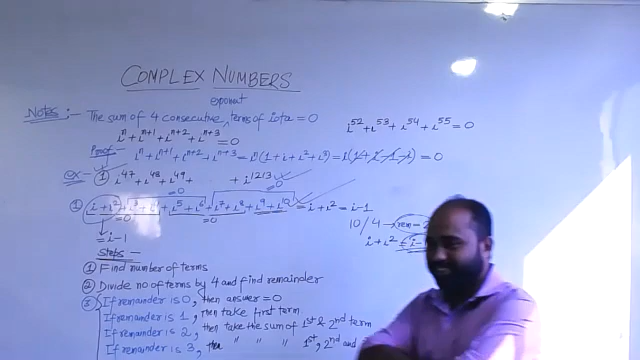 COMPLEX NUMBERS
exponent
Notes :- The sum of 4 consecutive ^ terms of iota = 0
i^52 + i^53 + i^54 + i^55 = 0
i^n + i^(n+1) + i^(n+2) + i^(n+3) = 0
Proof - i^n + i^(n+1) + i^(n+2) + i^(n+3) = i^n (1 + i + i^2 + i^3) = i(1 + i - 1 - i) = 0
ex - ① i^47 + i^48 + i^49 + + i^1213
= 0 = 0
① i + i^2 + i^3 + i^4 + i^5 + i^6 + i^7 + i^8 + i^9 + i^10 = i + i^2 = i - 1
= 0 = 0
10 / 4 → rem = 2
= i - 1
i + i^2 = i -
Steps -
① Find number of terms
② Divide no of terms by 4 and find remainder
③ If remainder is 0, then answer = 0
If remainder is 1, then take first term
If remainder is 2, then take the sum of 1st & 2nd term
If remainder is 3, then " " 1st, 2nd and